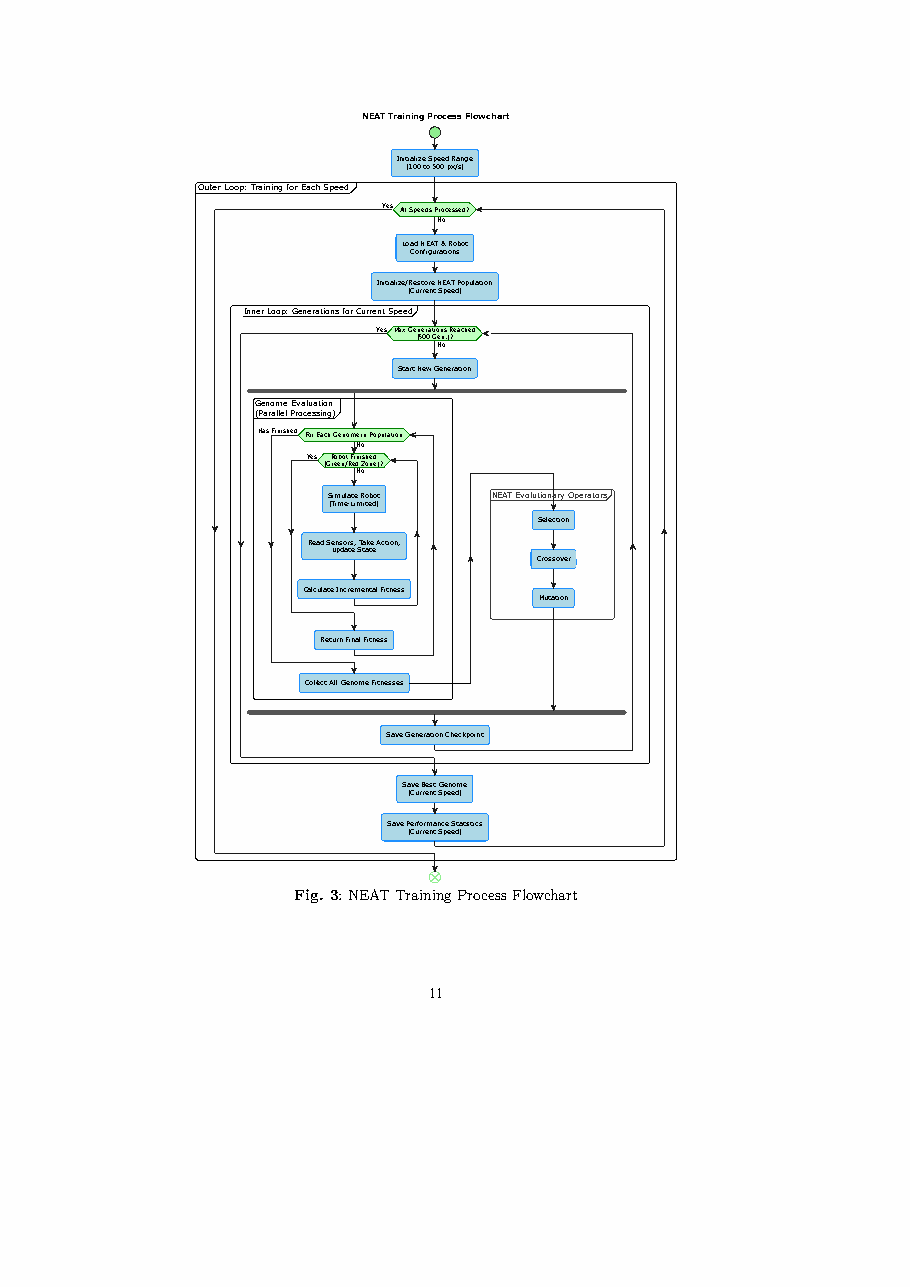 NEAT Training Process Flowchart
Initialize Speed Range
(100 to 500 px/s)
Outer Loop: Training for Each Speed
Yes
All Speeds Processed?
No
Load NEAT & Robot
Configurations
Initialize/Restore NEAT Population
(Current Speed)
Inner Loop: Generations for Current Speed
Yes
Max Generations Reached
(500 Gen.)?
No
Start New Generation
Genome Evaluation
(Parallel Processing)
Has Finished
For Each Genome in Population
No
Yes
Robot Finished
(Green/Red Zone)?
No
Simulate Robot
(Time-Limited)
Read Sensors, Take Action,
Update State
Calculate Incremental Fitness
Return Final Fitness
Collect All Genome Fitnesses
NEAT Evolutionary Operators
Selection
Crossover
Mutation
Save Generation Checkpoint
Save Best Genome
(Current Speed)
Save Performance Statistics
(Current Speed)
Fig. 3: NEAT Training Process Flowchart
11